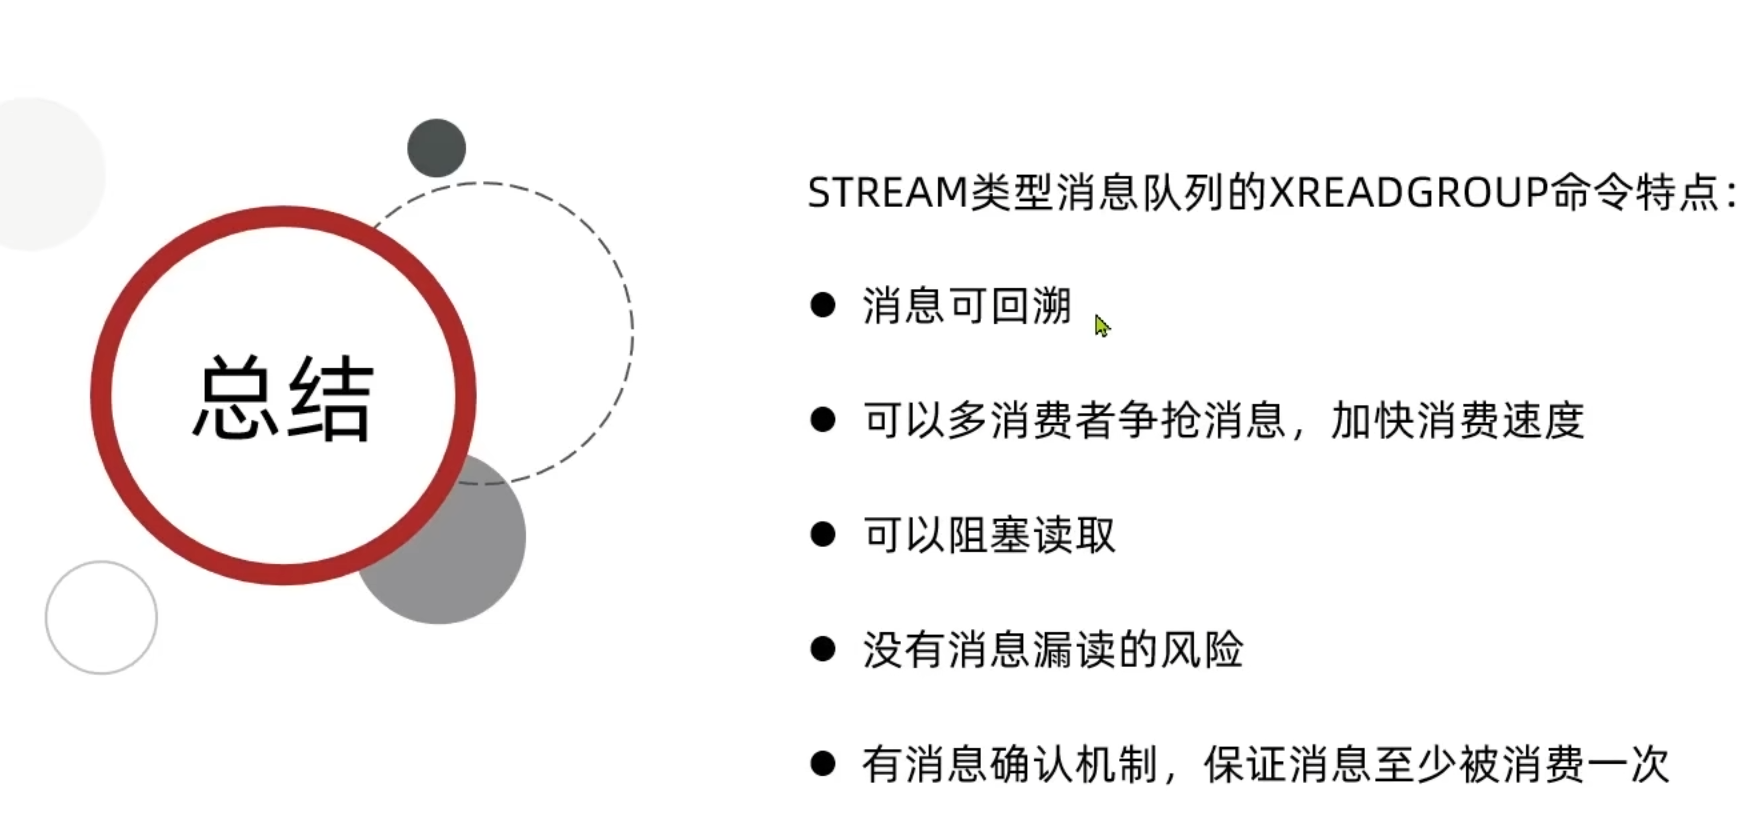 总结
STREAM类型消息队列的XREADGROUP命令特点：
● 消息可回溯
● 可以多消费者争抢消息，加快消费速度
● 可以阻塞读取
● 没有消息漏读的风险
● 有消息确认机制，保证消息至少被消费一次